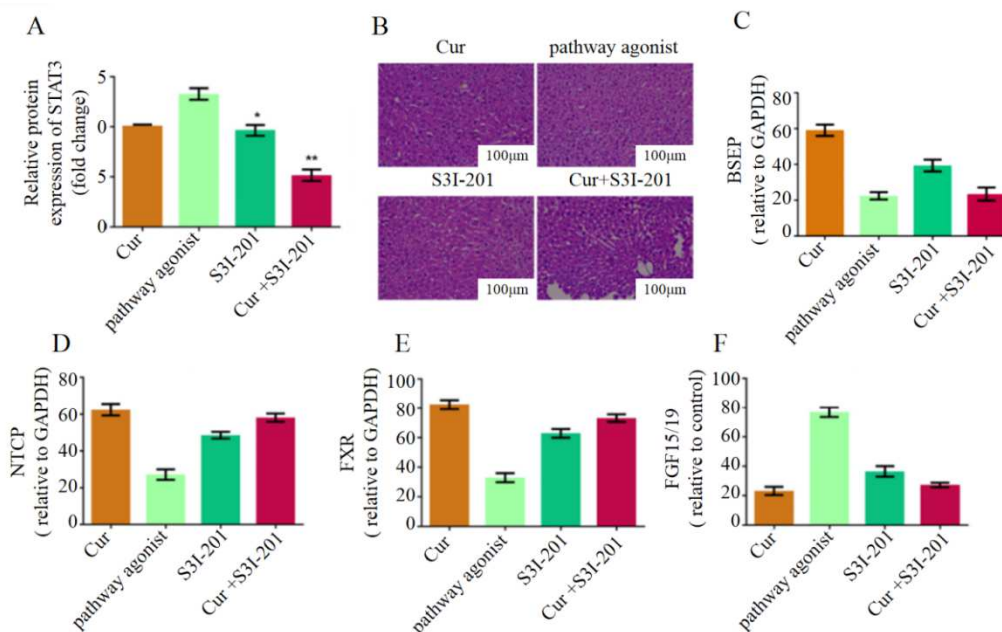 A
Relative protein
expression of STAT3
(fold change)
5
0
5
0
*
**
Cur
pathway agonist
S3I-201
Cur +S3I-201
B
Cur
pathway agonist
100μm
100μm
S3I-201
Cur+S3I-201
100μm
100μm
C
BSEP
( relative to GAPDH)
80
60
40
20
0
Cur
pathway agonist
S3I-201
Cur +S3I-201
D
NTCP
( relative to GAPDH)
80
60
40
20
0
Cur
pathway agonist
S3I-201
Cur +S3I-201
E
FXR
( relative to GAPDH)
100
80
60
40
20
0
Cur
pathway agonist
S3I-201
Cur +S3I-201
F
FGF15/19
( relative to control)
100
80
60
40
20
0
Cur
pathway agonist
S3I-201
Cur +S3I-201